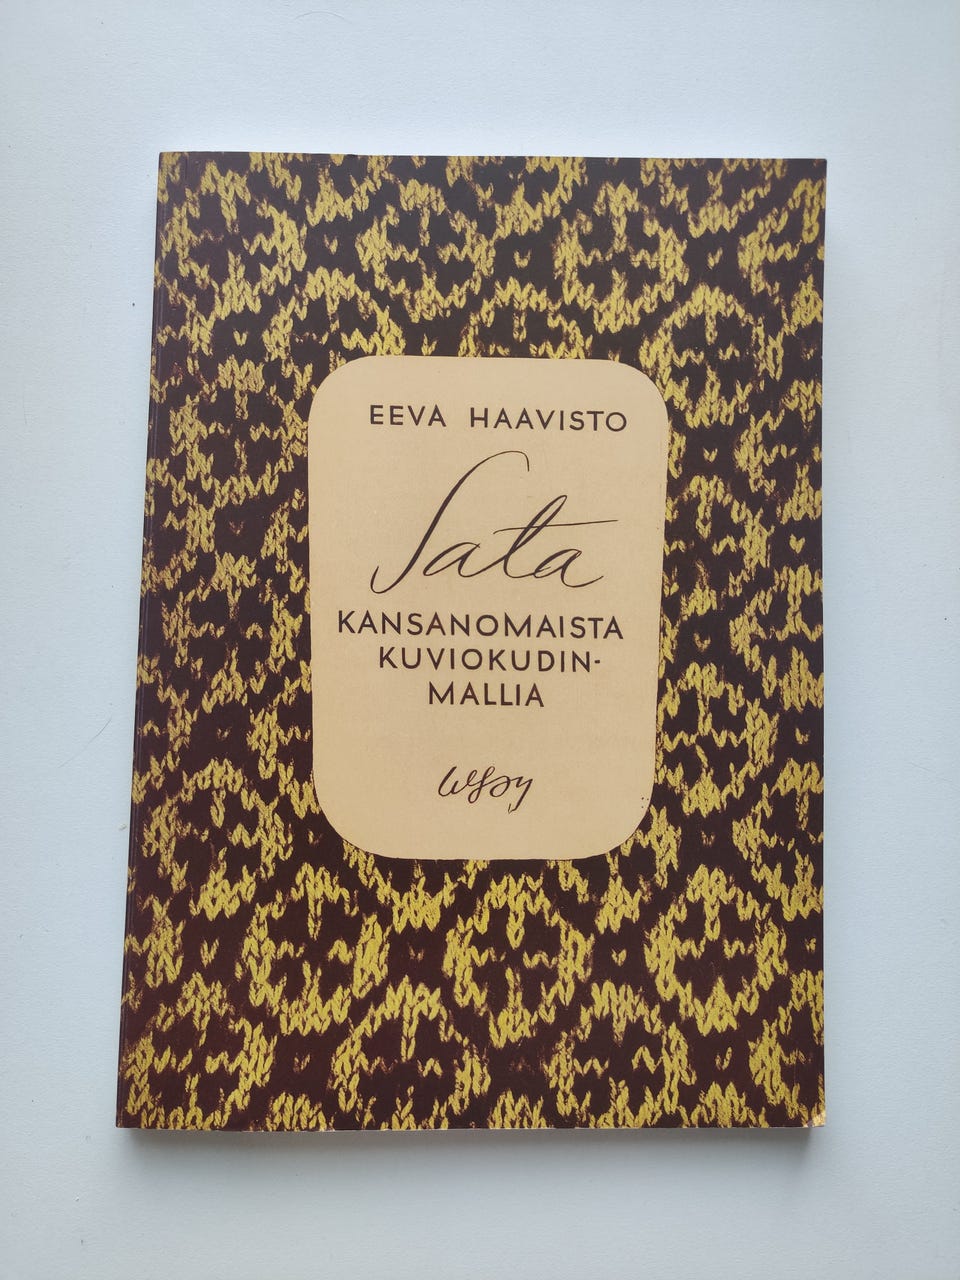 EEVA HAAVISTO
Sata
KANSANOMAISTA
KUVIOKUDIN-
MALLIA
wsoy